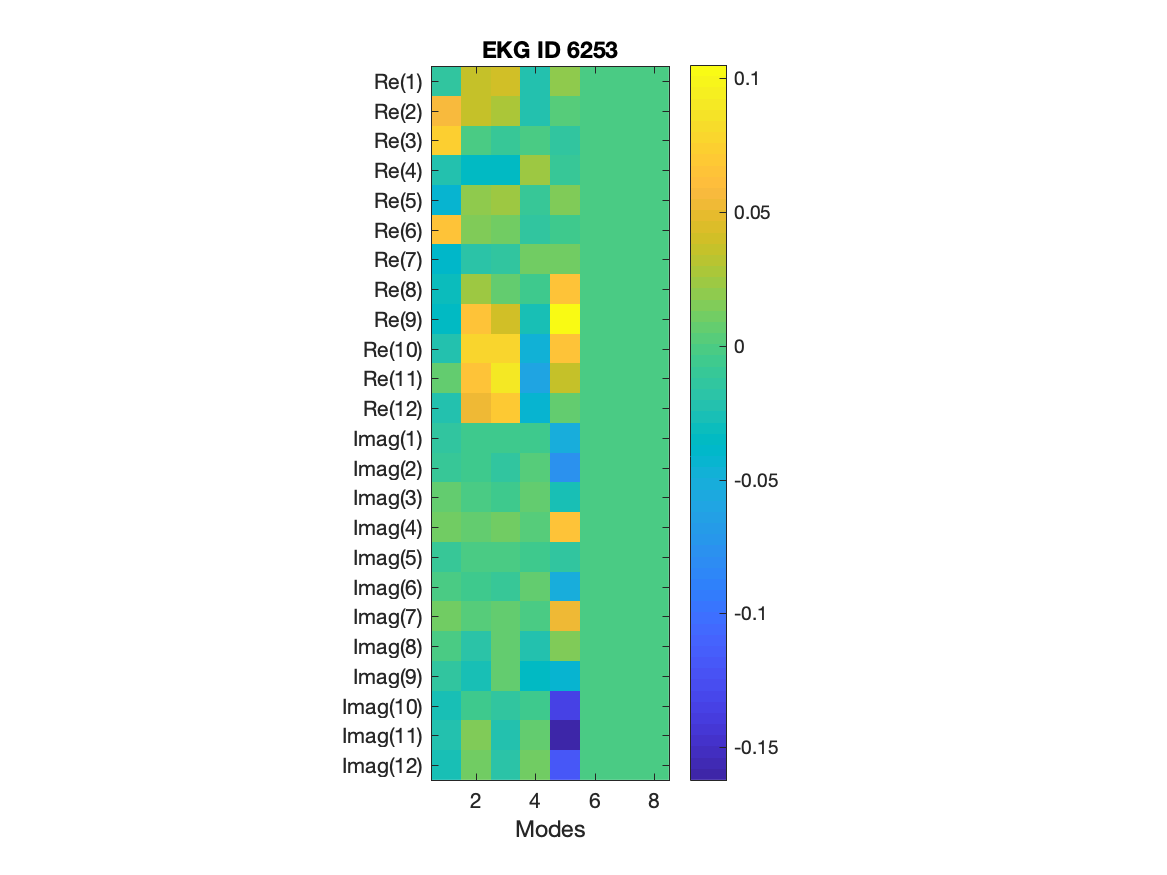 EKG ID 6253
Re(1)
Re(2)
Re(3)
Re(4)
Re(5)
Re(6)
Re(7)
Re(8)
Re(9)
Re(10)
Re(11)
Re(12)
Imag(1)
Imag(2)
Imag(3)
Imag(4)
Imag(5)
Imag(6)
Imag(7)
Imag(8)
Imag(9)
Imag(10)
Imag(11)
Imag(12)
2 4 6 8
Modes
0.1
0.05
0
-0.05
-0.1
-0.15